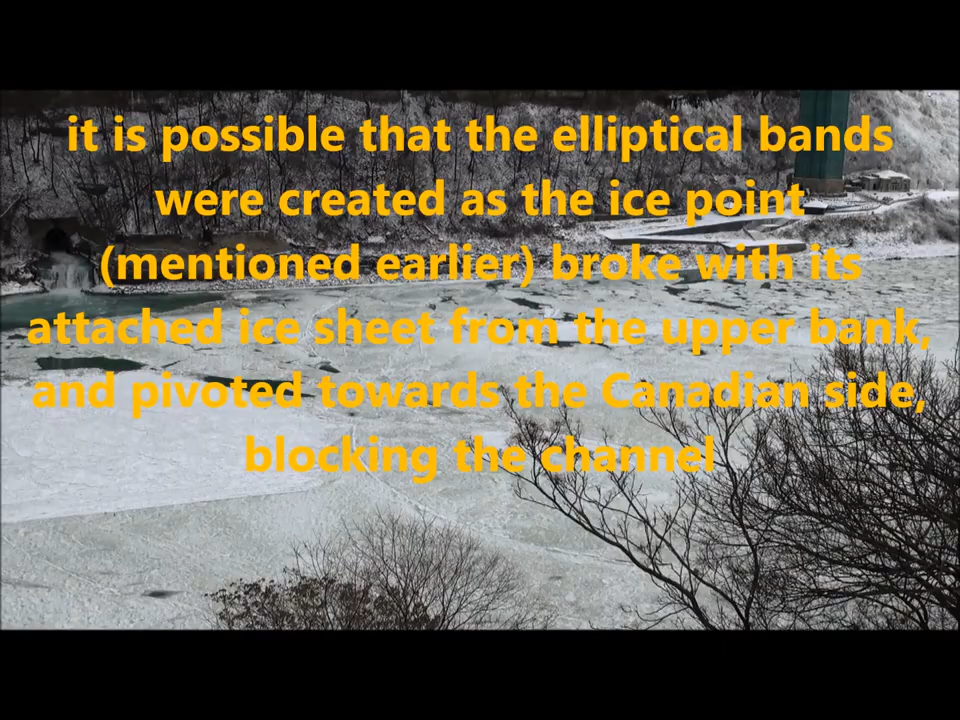 it is possible that the elliptical bands
were created as the ice point
(mentioned earlier) broke with its
attached ice sheet from the upper bank,
and pivoted towards the Canadian side,
blocking the channel